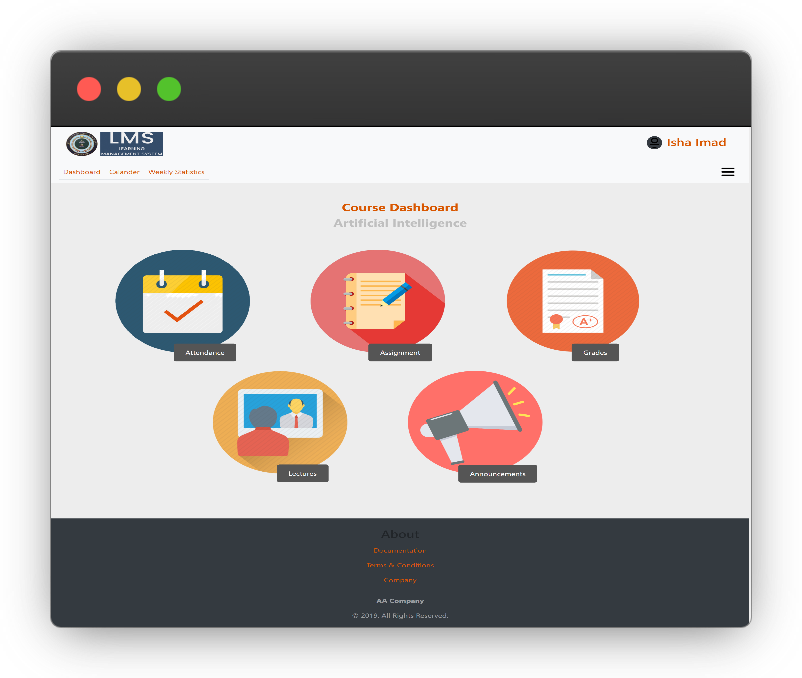 LMS
LEARNING
MANAGEMENT SYSTEM
Isha Imad
Dashboard Calander Weekly Statistics
Course Dashboard
Artificial Intelligence
A+
Attendance
Assignment
Grades
Lectures
Announcements
About
Documentation
Terms & Conditions
Company
AA Company
© 2019. All Rights Reserved.